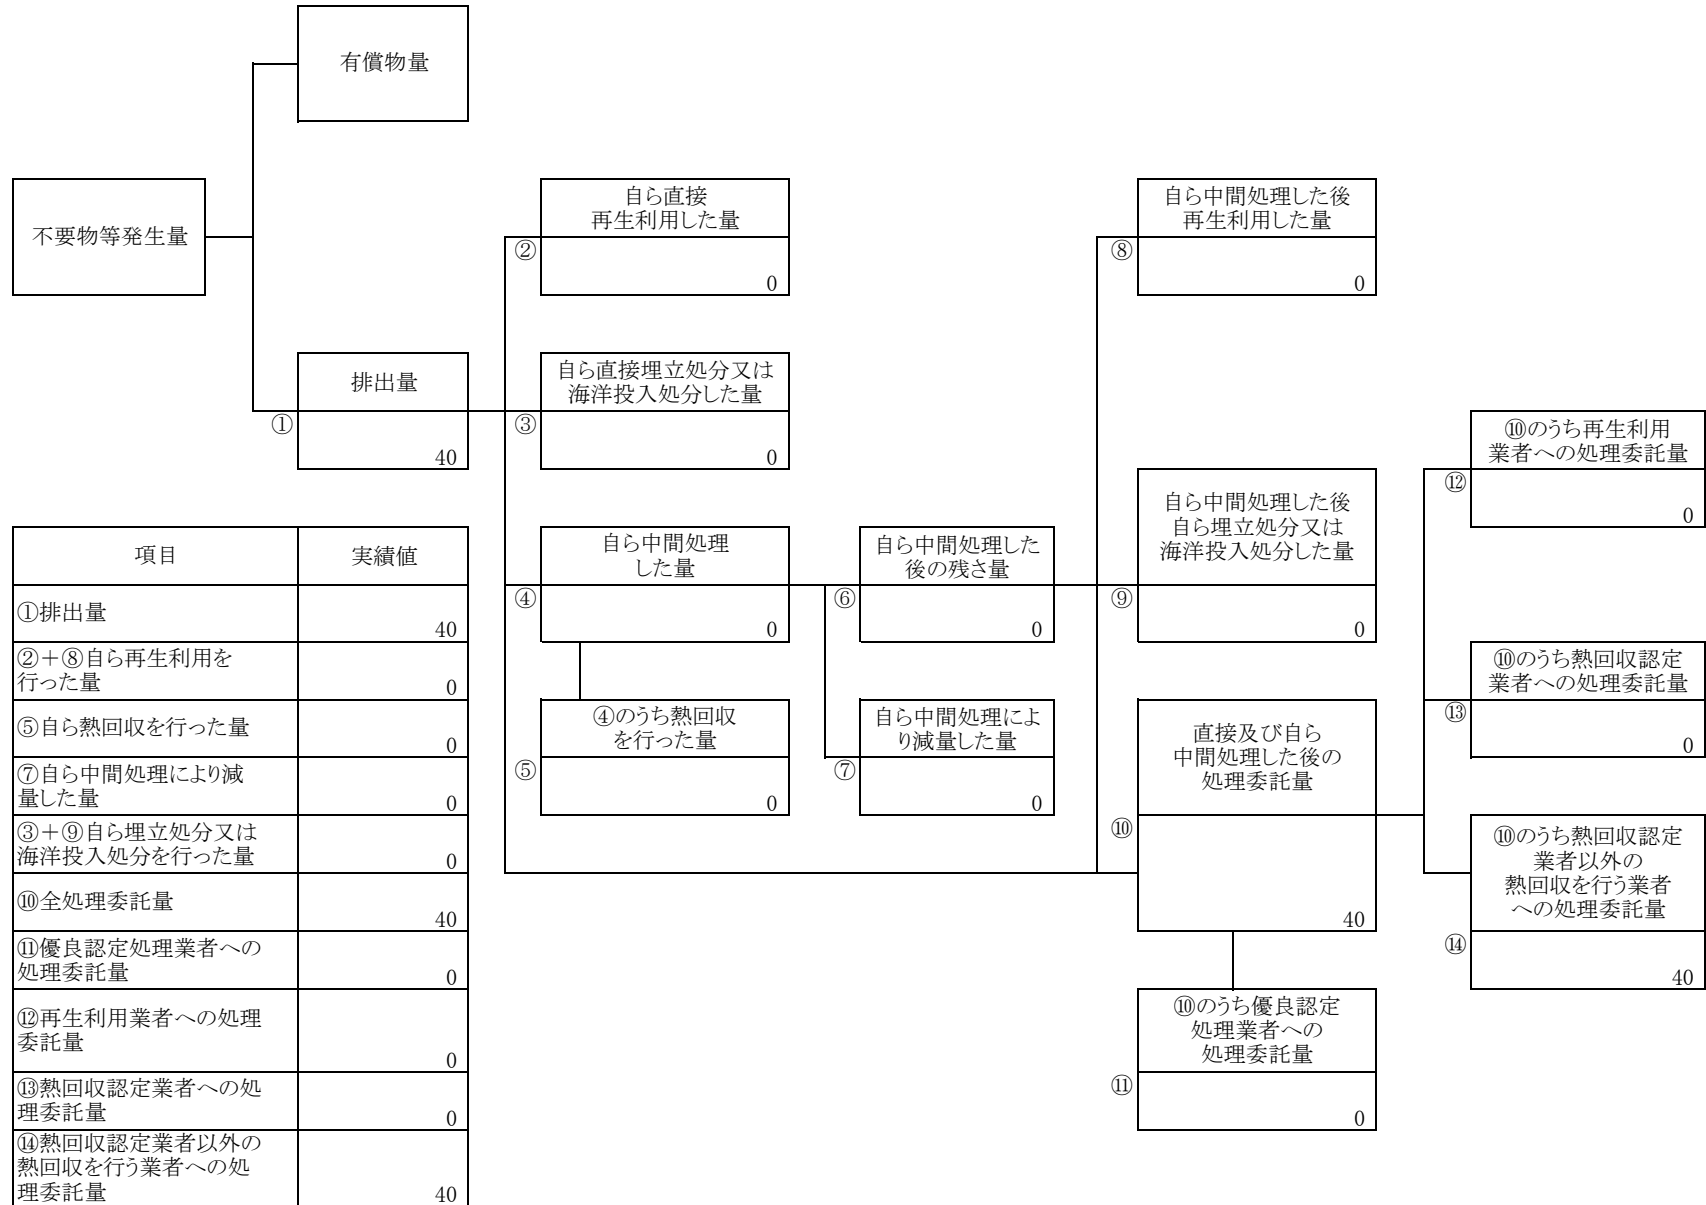 有償物量
不要物等発生量
自ら直接
再生利用した量
②
0
自ら中間処理した後
再生利用した量
⑧
0
排出量
①
40
自ら直接埋立処分又は
海洋投入処分した量
③
0
⑩のうち再生利用
業者への処理委託量
⑫
0
自ら中間処理した後
自ら埋立処分又は
海洋投入処分した量
⑨
0
自ら中間処理
した量
④
0
自ら中間処理した
後の残さ量
⑥
0
⑩のうち熱回収認定
業者への処理委託量
⑬
0
④のうち熱回収
を行った量
⑤
0
自ら中間処理によ
り減量した量
⑦
0
直接及び自ら
中間処理した後の
処理委託量
⑩
40
⑩のうち熱回収認定
業者以外の
熱回収を行う業者
への処理委託量
⑭
40
⑩のうち優良認定
処理業者への
処理委託量
⑪
0
項目 実績値
①排出量
40
②＋⑧自ら再生利用を
行った量
0
⑤自ら熱回収を行った量
0
⑦自ら中間処理により減
量した量
0
③＋⑨自ら埋立処分又は
海洋投入処分を行った量
0
⑩全処理委託量
40
⑪優良認定処理業者への
処理委託量
0
⑫再生利用業者への処理
委託量
0
⑬熱回収認定業者への処
理委託量
0
⑭熱回収認定業者以外の
熱回収を行う業者への処
理委託量
40